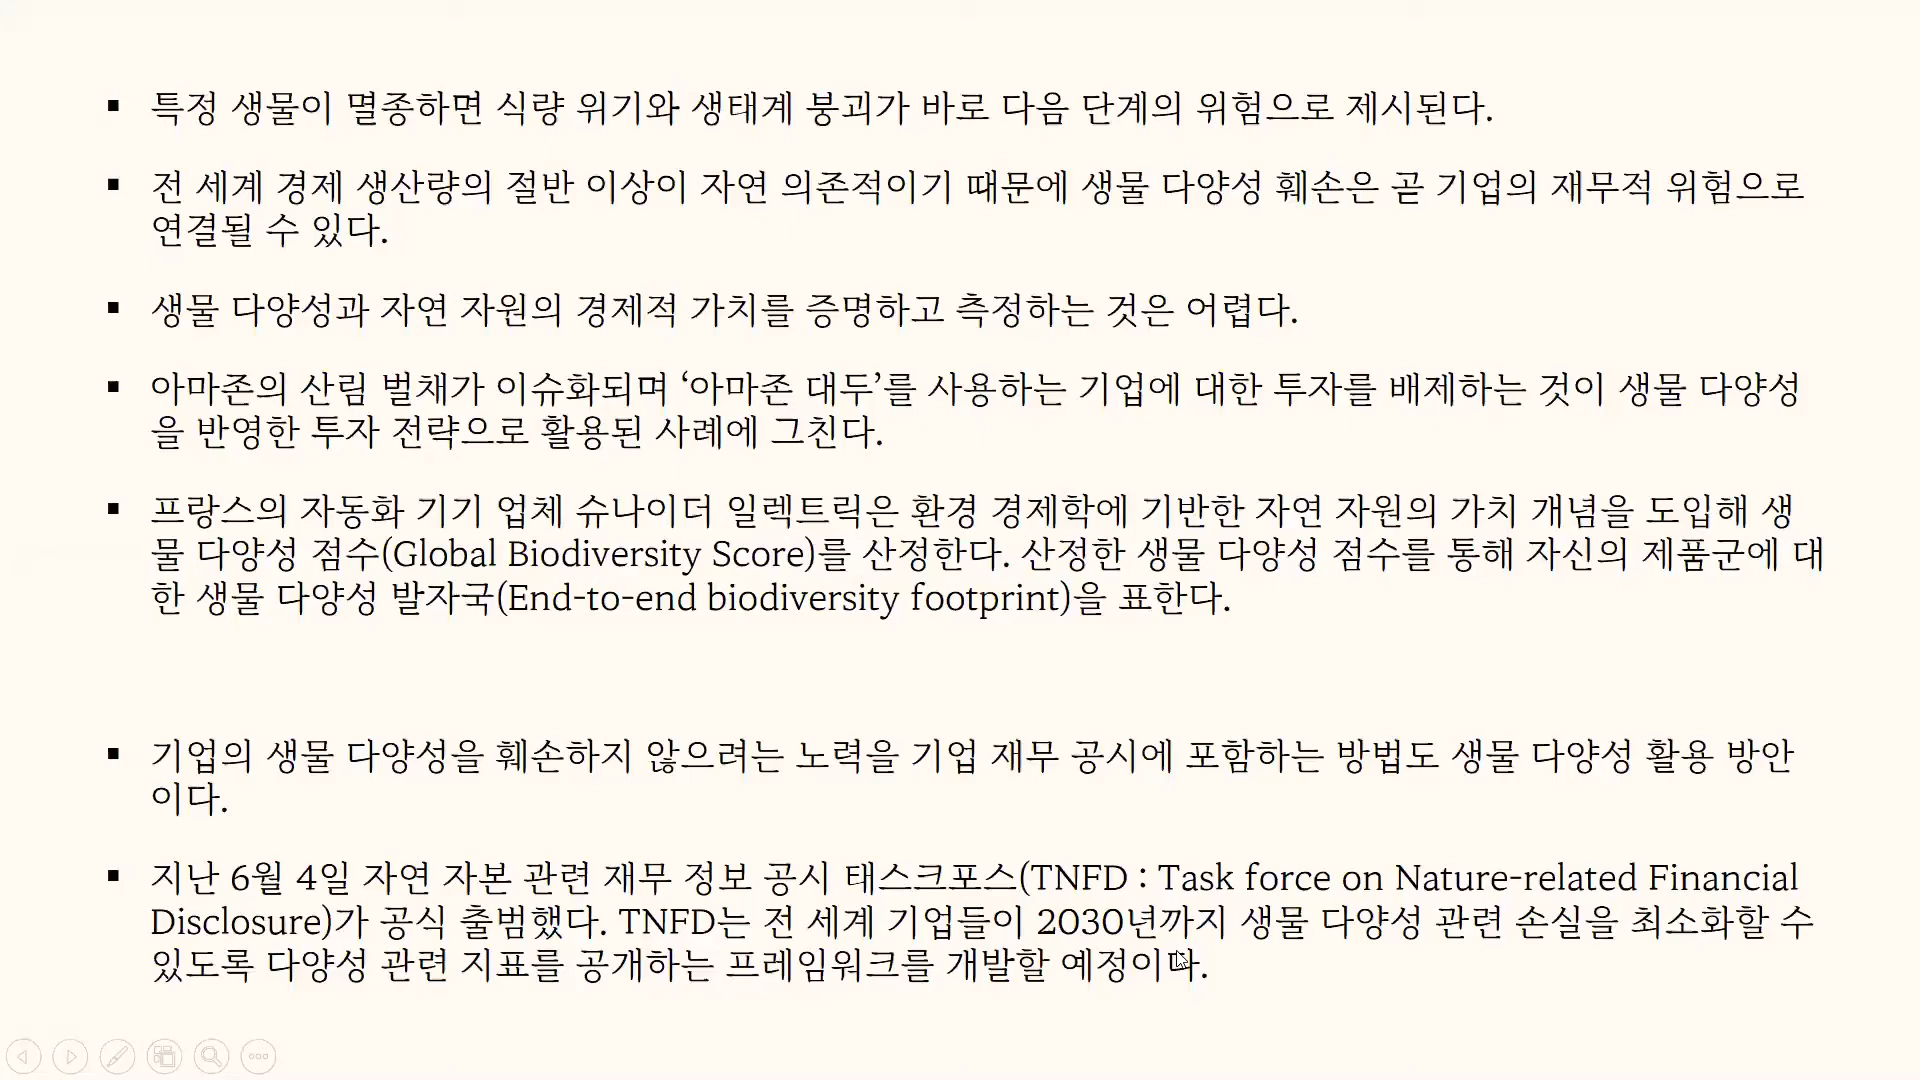 ▪ 특정 생물이 멸종하면 식량 위기와 생태계 붕괴가 바로 다음 단계의 위험으로 제시된다.
▪ 전 세계 경제 생산량의 절반 이상이 자연 의존적이기 때문에 생물 다양성 훼손은 곧 기업의 재무적 위험으로
연결될 수 있다.
▪ 생물 다양성과 자연 자원의 경제적 가치를 증명하고 측정하는 것은 어렵다.
▪ 아마존의 산림 벌채가 이슈화되며 ‘아마존 대두’를 사용하는 기업에 대한 투자를 배제하는 것이 생물 다양성
을 반영한 투자 전략으로 활용된 사례에 그친다.
▪ 프랑스의 자동화 기기 업체 슈나이더 일렉트릭은 환경 경제학에 기반한 자연 자원의 가치 개념을 도입해 생
물 다양성 점수(Global Biodiversity Score)를 산정한다. 산정한 생물 다양성 점수를 통해 자신의 제품군에 대
한 생물 다양성 발자국(End-to-end biodiversity footprint)을 표한다.
▪ 기업의 생물 다양성을 훼손하지 않으려는 노력을 기업 재무 공시에 포함하는 방법도 생물 다양성 활용 방안
이다.
▪ 지난 6월 4일 자연 자본 관련 재무 정보 공시 태스크포스(TNFD : Task force on Nature-related Financial
Disclosure)가 공식 출범했다. TNFD는 전 세계 기업들이 2030년까지 생물 다양성 관련 손실을 최소화할 수
있도록 다양성 관련 지표를 공개하는 프레임워크를 개발할 예정이다.